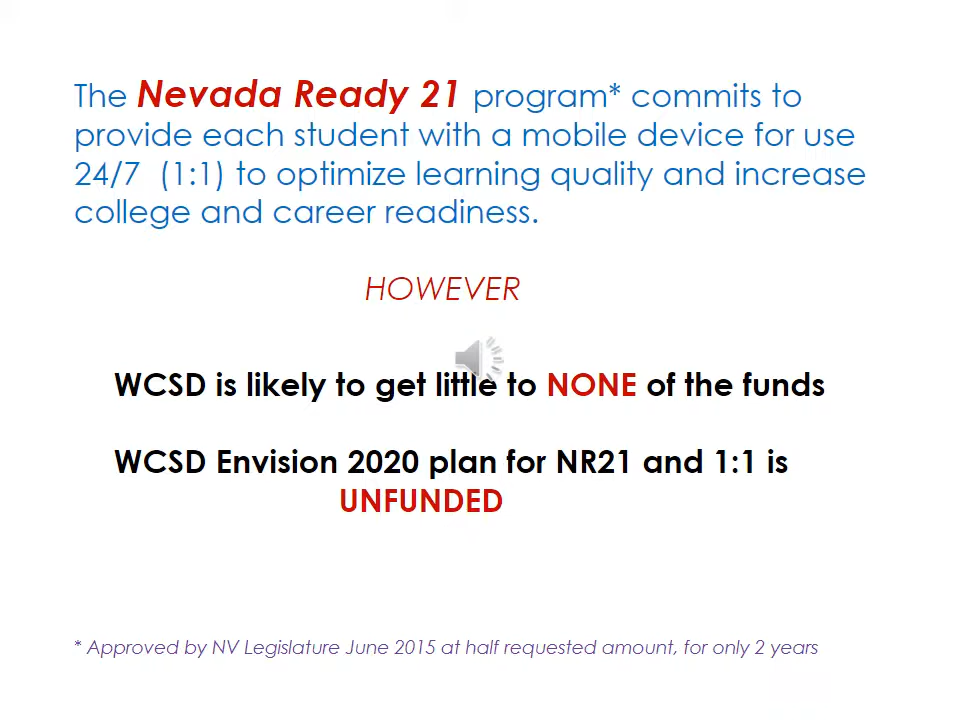 The Nevada Ready 21 program* commits to
provide each student with a mobile device for use
24/7 (1:1) to optimize learning quality and increase
college and career readiness.
HOWEVER
WCSD is likely to get little to NONE of the funds
WCSD Envision 2020 plan for NR21 and 1:1 is
UNFUNDED
* Approved by NV Legislature June 2015 at half requested amount, for only 2 years